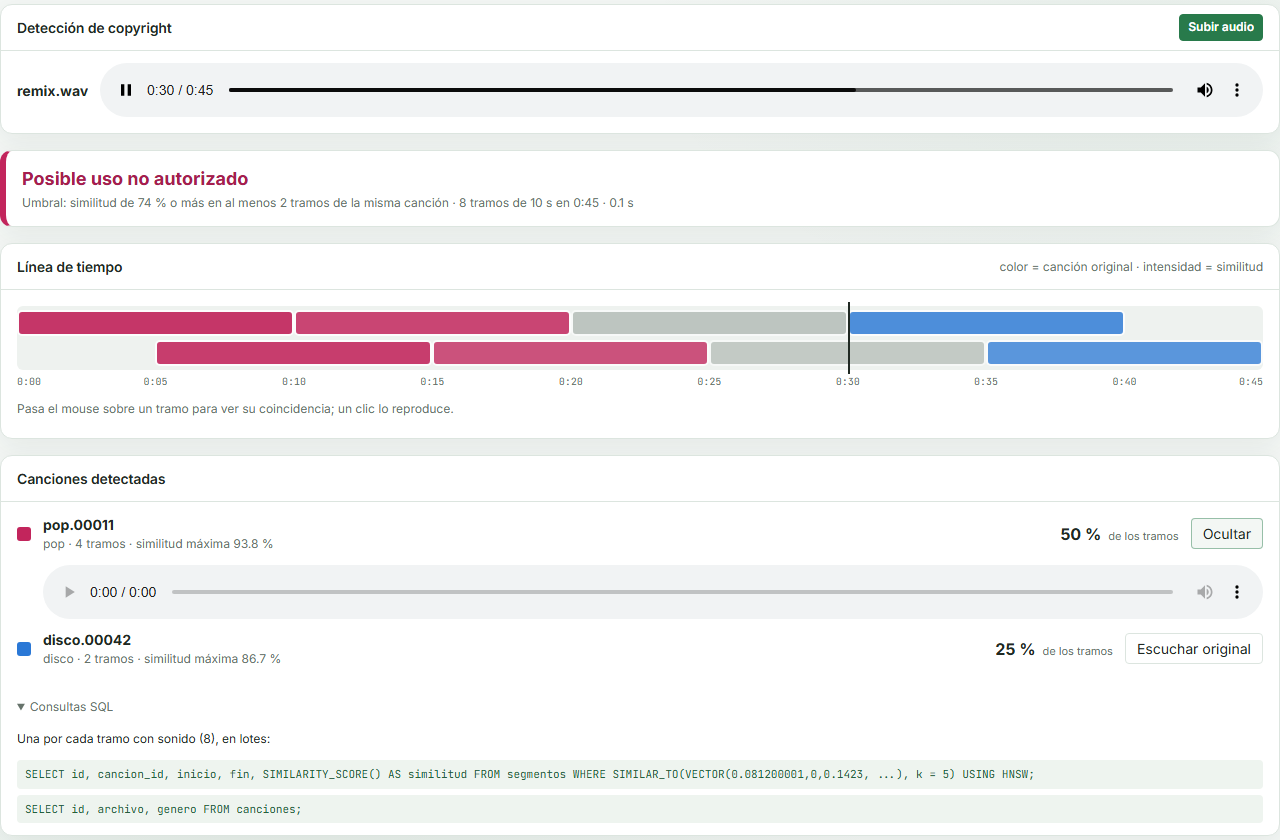 Detección de copyright
Subir audio
remix.wav
0:30 / 0:45
Posible uso no autorizado
Umbral: similitud de 74 % o más en al menos 2 tramos de la misma canción · 8 tramos de 10 s en 0:45 · 0.1 s
Línea de tiempo
color = canción original · intensidad = similitud
0:00 0:05 0:10 0:15 0:20 0:25 0:30 0:35 0:40 0:45
Pasa el mouse sobre un tramo para ver su coincidencia; un clic lo reproduce.
Canciones detectadas
pop.00011
pop · 4 tramos · similitud máxima 93.8 %
50 % de los tramos
Ocultar
0:00 / 0:00
disco.00042
disco · 2 tramos · similitud máxima 86.7 %
25 % de los tramos
Escuchar original
Consultas SQL
Una por cada tramo con sonido (8), en lotes:
SELECT id, cancion_id, inicio, fin, SIMILARITY_SCORE() AS similitud FROM segmentos WHERE SIMILAR_TO(VECTOR(0.081200001,0,0.1423, ...), k = 5) USING HNSW;
SELECT id, archivo, genero FROM canciones;